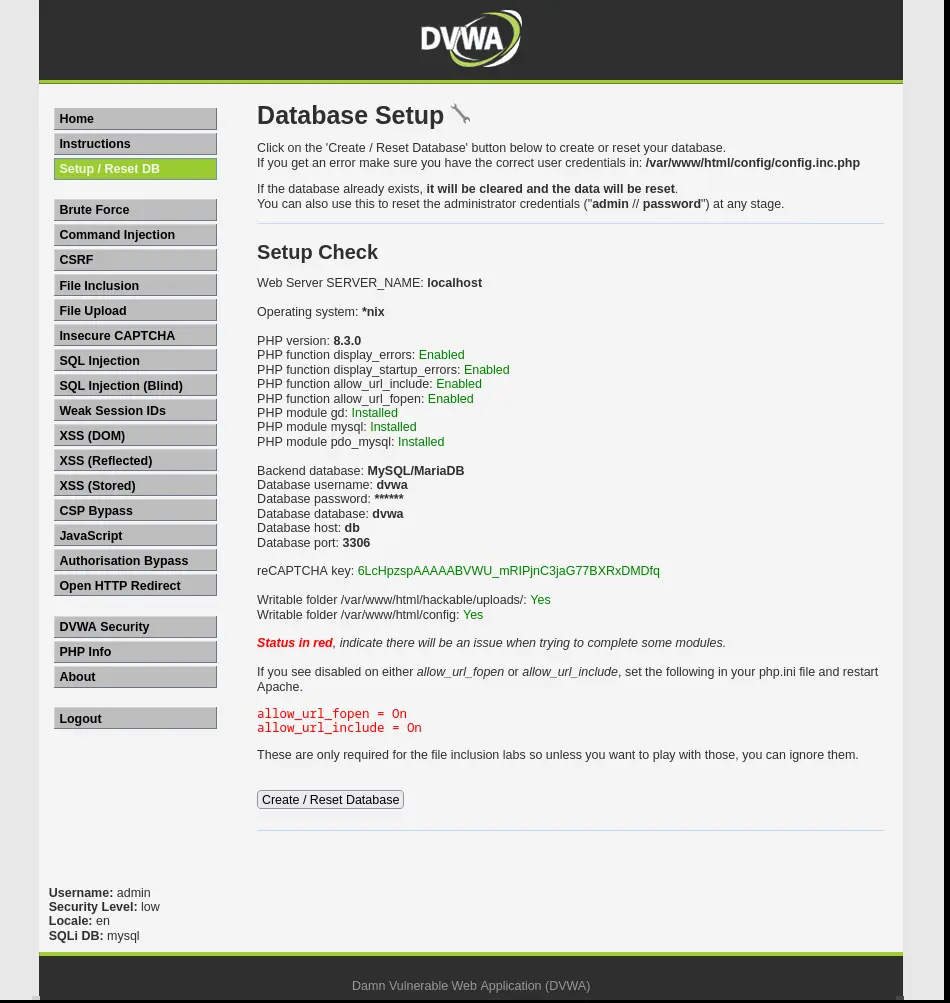 DVWA
Home
Instructions
Setup / Reset DB
Brute Force
Command Injection
CSRF
File Inclusion
File Upload
Insecure CAPTCHA
SQL Injection
SQL Injection (Blind)
Weak Session IDs
XSS (DOM)
XSS (Reflected)
XSS (Stored)
CSP Bypass
JavaScript
Authorisation Bypass
Open HTTP Redirect
DVWA Security
PHP Info
About
Logout
Database Setup
Click on the 'Create / Reset Database' button below to create or reset your database.
If you get an error make sure you have the correct user credentials in: /var/www/html/config/config.inc.php
If the database already exists, it will be cleared and the data will be reset.
You can also use this to reset the administrator credentials ("admin // password") at any stage.
Setup Check
Web Server SERVER_NAME: localhost
Operating system: *nix
PHP version: 8.3.0
PHP function display_errors: Enabled
PHP function display_startup_errors: Enabled
PHP function allow_url_include: Enabled
PHP function allow_url_fopen: Enabled
PHP module gd: Installed
PHP module mysql: Installed
PHP module pdo_mysql: Installed
Backend database: MySQL/MariaDB
Database username: dvwa
Database password: ******
Database database: dvwa
Database host: db
Database port: 3306
reCAPTCHA key: 6LcHpzspAAAAABVWU_mRIPjnC3jaG77BXRxDMDfq
Writable folder /var/www/html/hackable/uploads/: Yes
Writable folder /var/www/html/config: Yes
Status in red, indicate there will be an issue when trying to complete some modules.
If you see disabled on either allow_url_fopen or allow_url_include, set the following in your php.ini file and restart
Apache.
allow_url_fopen = On
allow_url_include = On
These are only required for the file inclusion labs so unless you want to play with those, you can ignore them.
Create / Reset Database
Username: admin
Security Level: low
Locale: en
SQLi DB: mysql
Damn Vulnerable Web Application (DVWA)